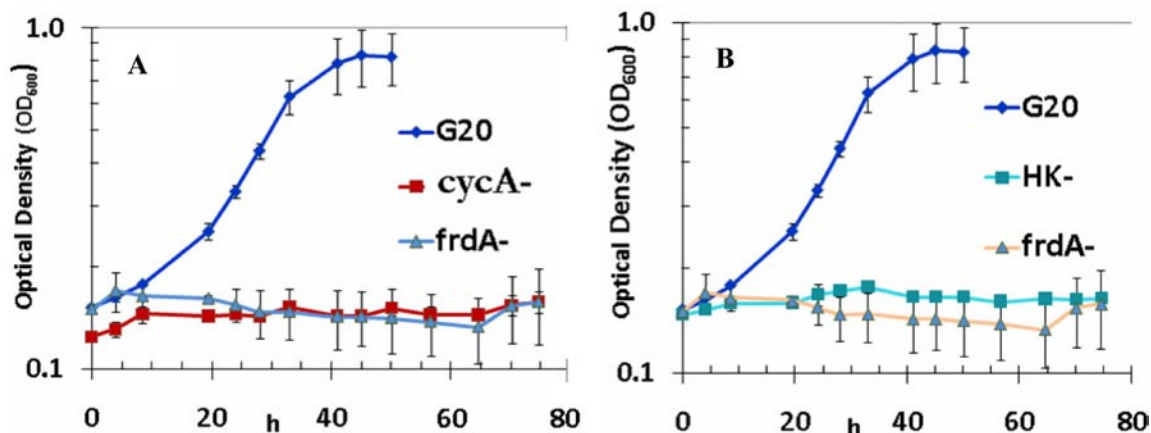 1.0
A
G20
cycA-
frdA-
Optical Density (OD600)
0.1
0 20 h 40 60 80
1.0
B
G20
HK-
frdA-
Optical Density (OD600)
0.1
0 20 h 40 60 80